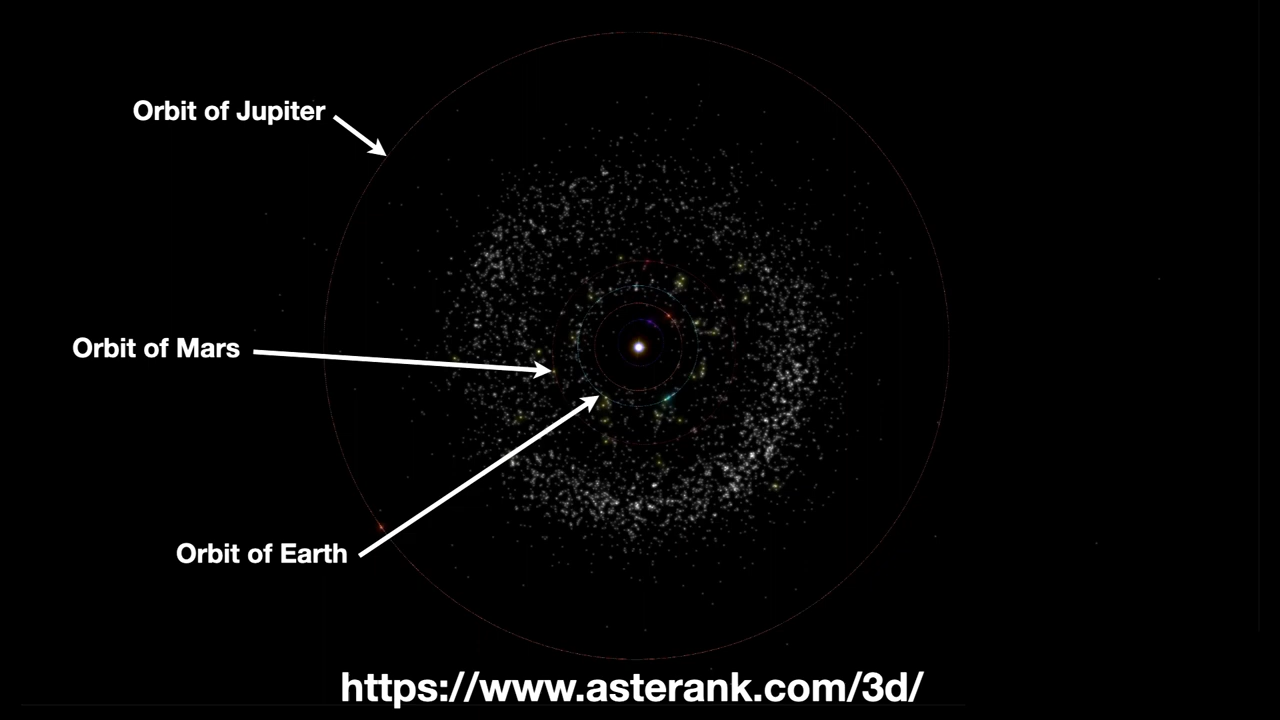 Orbit of Jupiter
Orbit of Mars
Orbit of Earth
https://www.asterank.com/3d/